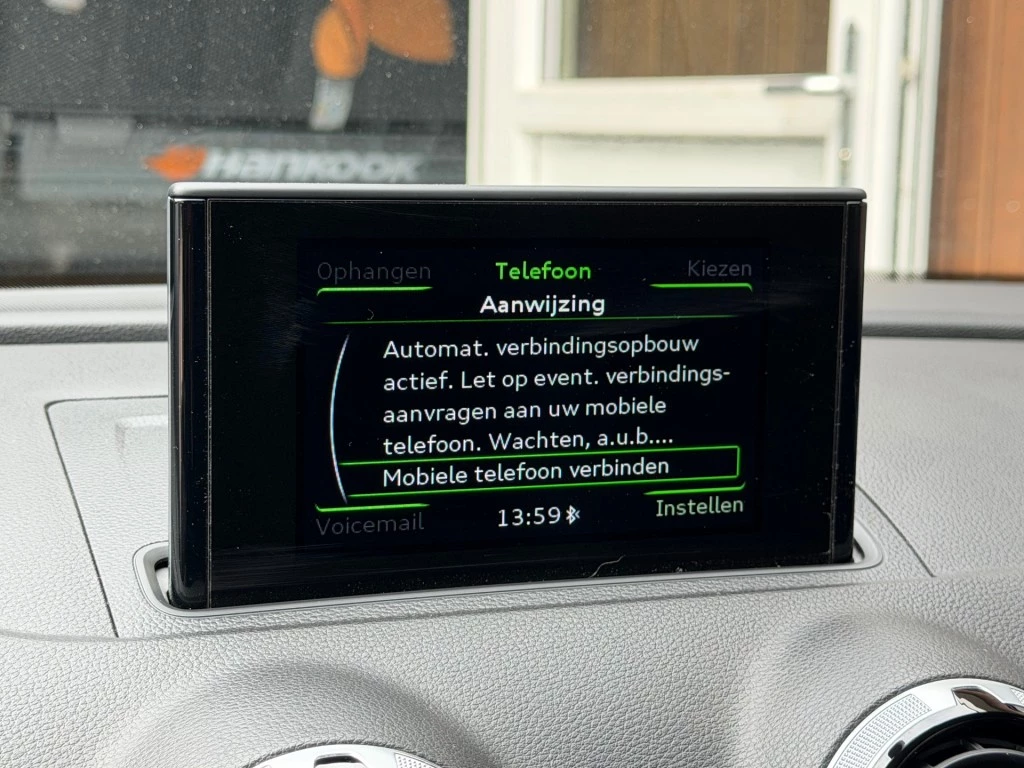 Hankook
Ophangen Telefoon Kiezen
Aanwijzing
Automat. verbindingsopbouw
actief. Let op event. verbindings-
aanvragen aan uw mobiele
telefoon. Wachten, a.u.b....
Mobiele telefoon verbinden
Voicemail 13:59 Instellen